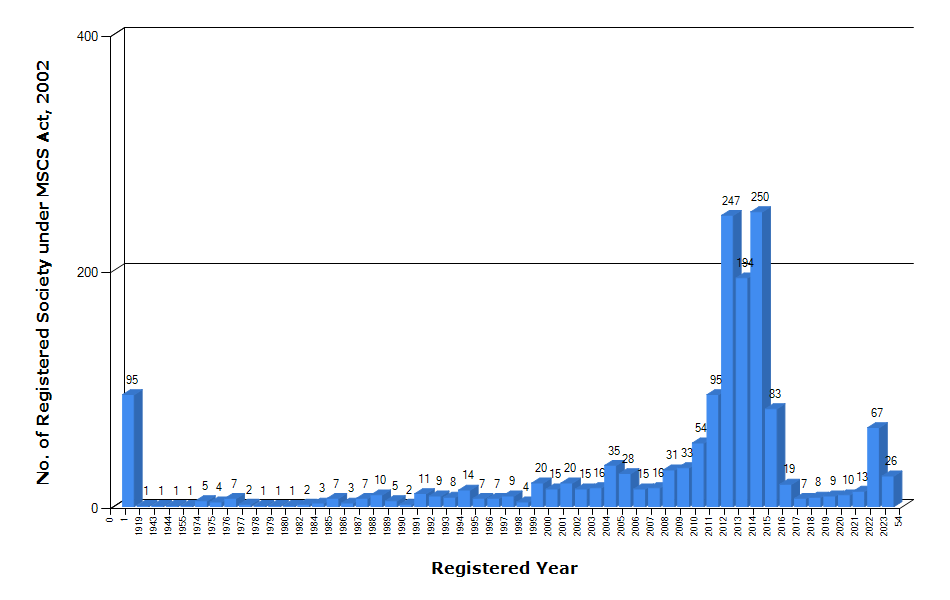 No. of Registered Society under MSCS Act, 2002
400
200
0
95 1 1 1 1 5 4 7 2 1 1 1 2 3 7 3 7 10 5 2 11 9 8 14 7 7 9 4 20 15 20 15 16 35 28 15 16 31 33 54 95 247 194 250 83 19 7 8 9 10 13 67 26
0 1 1919 1943 1944 1955 1974 1975 1976 1977 1978 1979 1980 1982 1984 1985 1986 1987 1988 1989 1990 1991 1992 1993 1994 1995 1996 1997 1998 1999 2000 2001 2002 2003 2004 2005 2006 2007 2008 2009 2010 2011 2012 2013 2014 2015 2016 2017 2018 2019 2020 2021 2022 2023 54
Registered Year